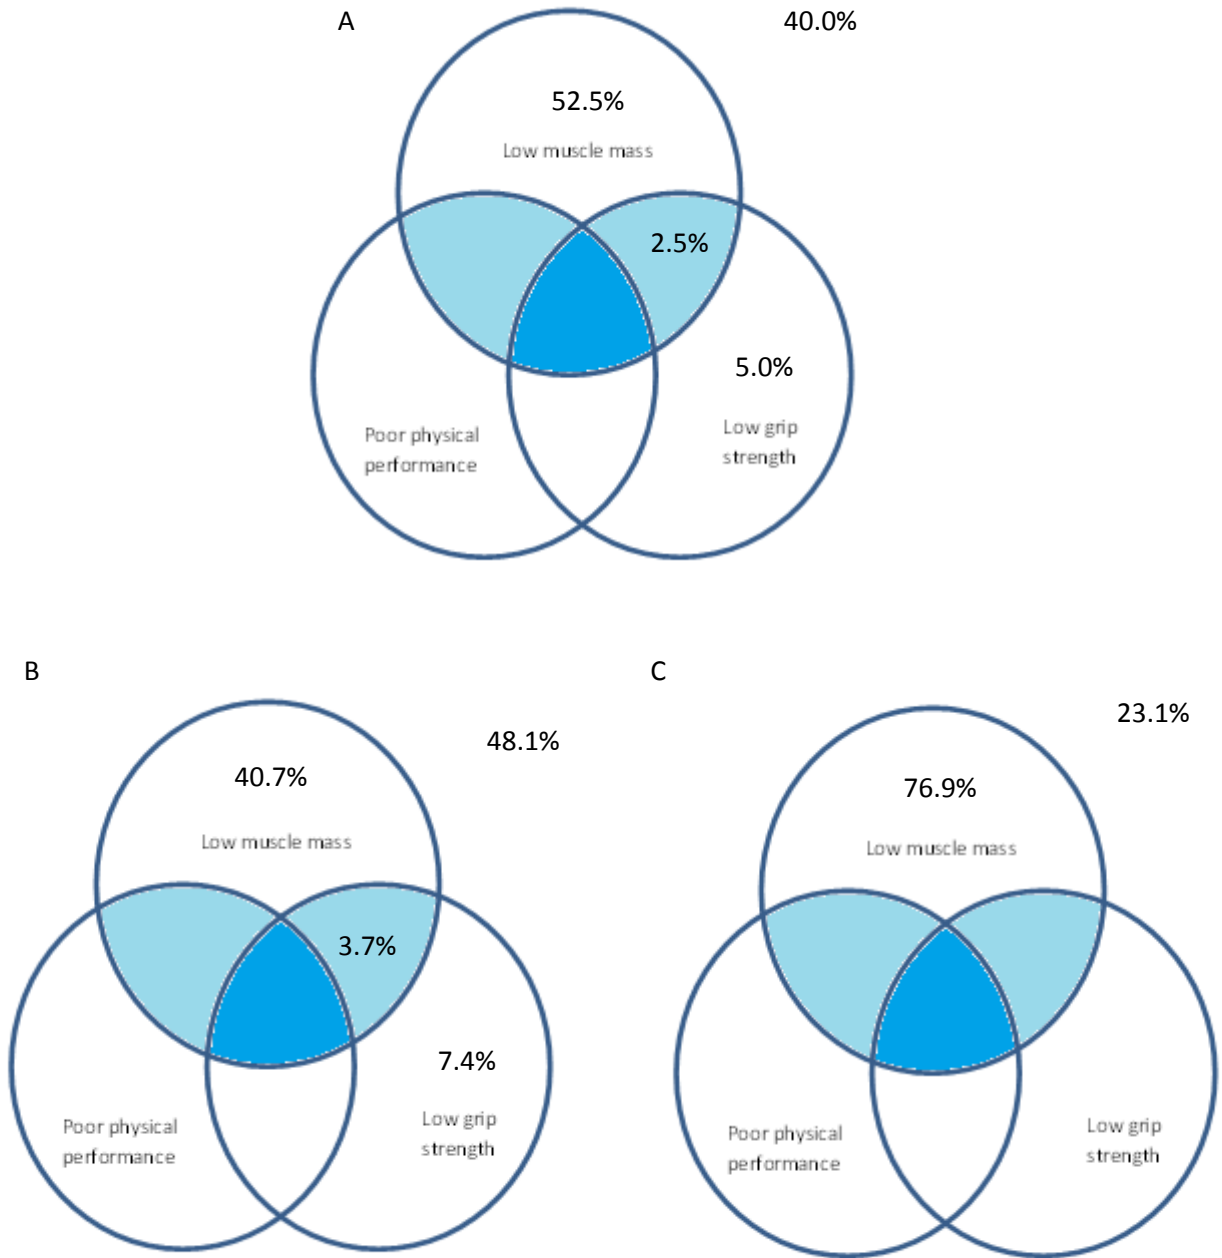 A
40.0%
52.5%
Low muscle mass
2.5%
5.0%
Poor physical
performance
Low grip
strength
B
48.1%
40.7%
Low muscle mass
3.7%
7.4%
Poor physical
performance
Low grip
strength
C
23.1%
76.9%
Low muscle mass
Poor physical
performance
Low grip
strength